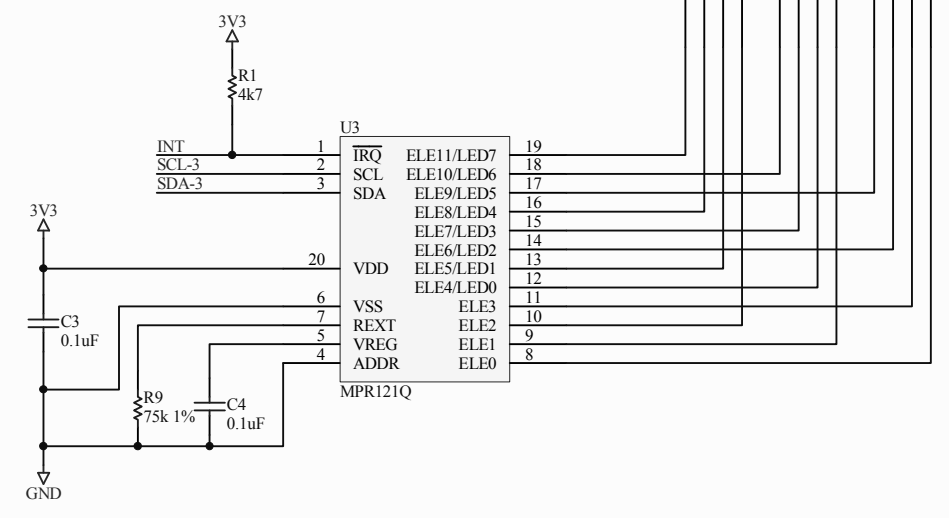 3V3
R1
4k7
U3
INT 1 IRQ ELE11/LED7 19
SCL-3 2 SCL ELE10/LED6 18
SDA-3 3 SDA ELE9/LED5 17
ELE8/LED4 16
3V3 ELE7/LED3 15
ELE6/LED2 14
20 VDD ELE5/LED1 13
ELE4/LED0 12
6 VSS ELE3 11
7 REXT ELE2 10
C3 5 VREG ELE1 9
0.1uF 4 ADDR ELE0 8
MPR121Q
R9
75k 1%
C4
0.1uF
GND